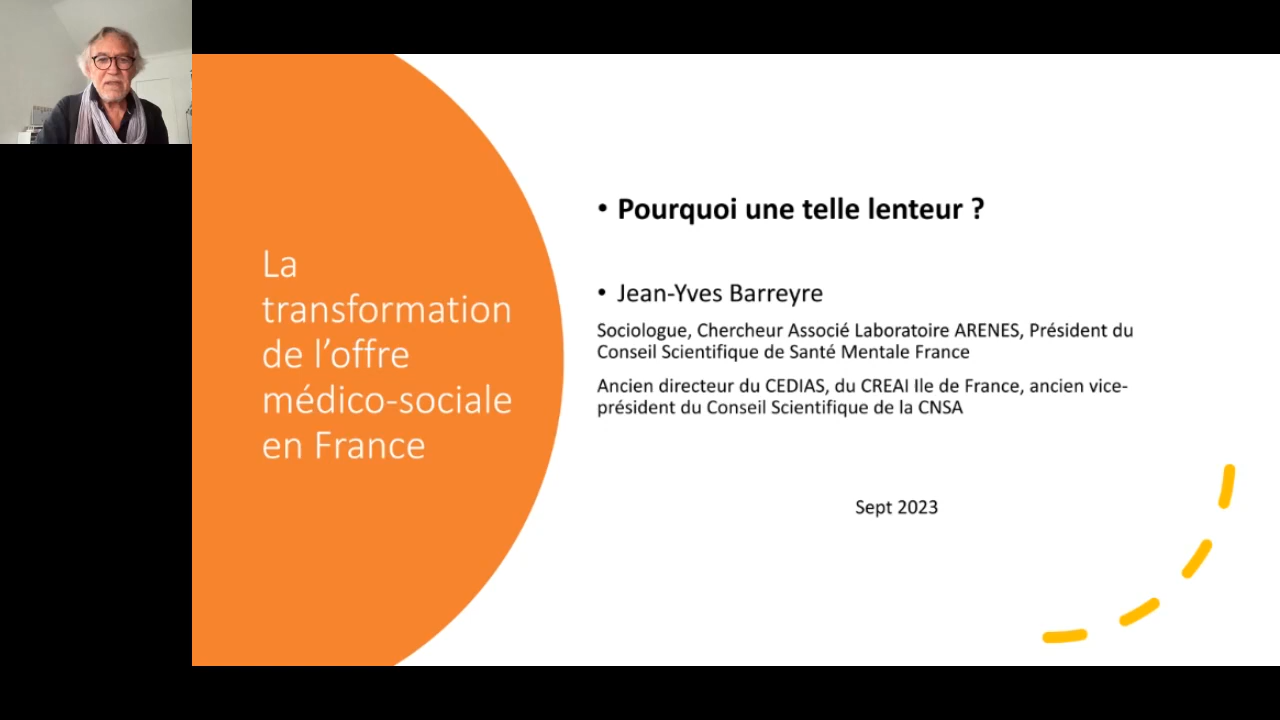 La
transformation
de l’offre
médico-sociale
en France
• Pourquoi une telle lenteur ?
• Jean-Yves Barreyre
Sociologue, Chercheur Associé Laboratoire ARENES, Président du
Conseil Scientifique de Santé Mentale France
Ancien directeur du CEDIAS, du CREAI Ile de France, ancien vice-
président du Conseil Scientifique de la CNSA
Sept 2023